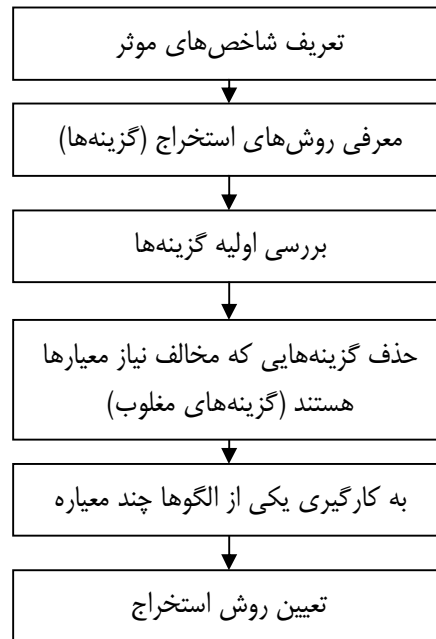 تعریف شاخص‌های موثر
معرفی روش‌های استخراج (گزینه‌ها)
بررسی اولیه گزینه‌ها
حذف گزینه‌هایی که مخالف نیاز معیارها
هستند (گزینه‌های مغلوب)
به کارگیری یکی از الگوها چند معیاره
تعیین روش استخراج